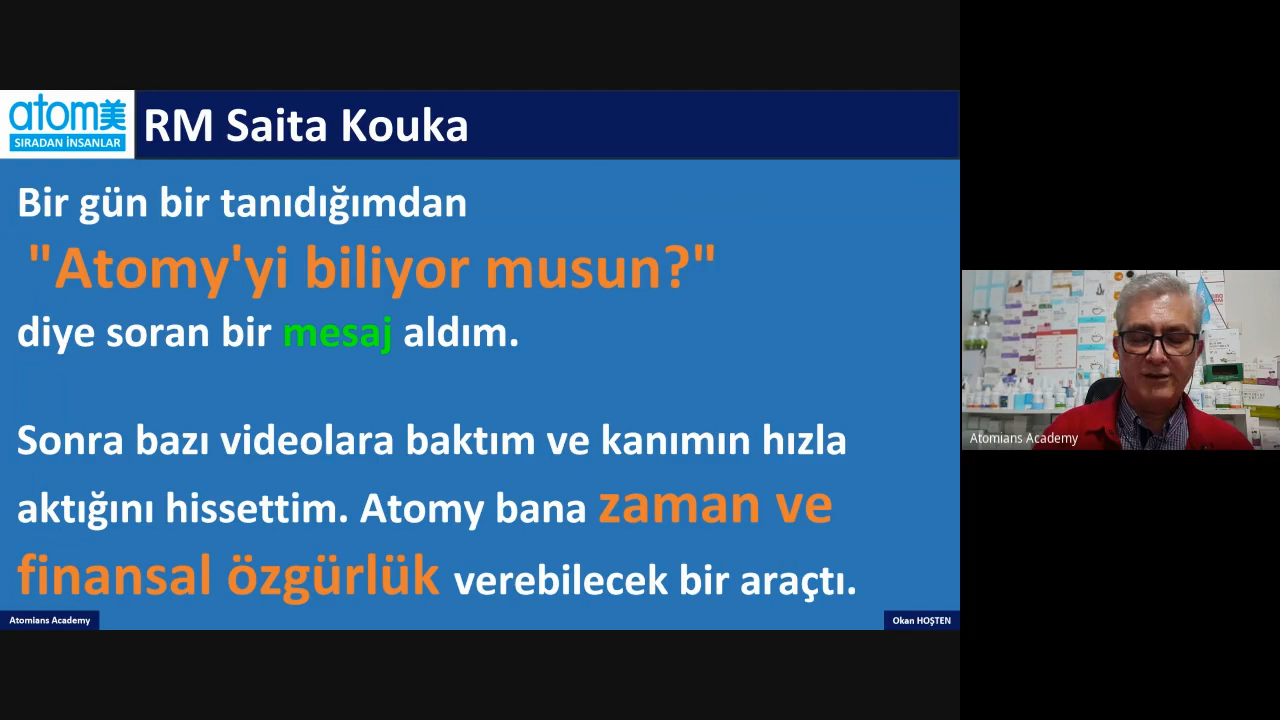 atom美
SIRADAN İNSANLAR
RM Saita Kouka
Bir gün bir tanıdığımdan
"Atomy'yi biliyor musun?"
diye soran bir mesaj aldım.
Sonra bazı videolara baktım ve kanımın hızla
aktığını hissettim. Atomy bana zaman ve
finansal özgürlük verebilecek bir araçtı.
Atomians Academy
Okan HOŞTEN
Atomians Academy